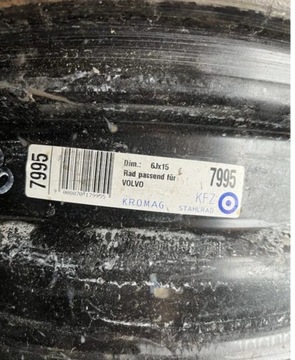 7995
Dim.: 6Jx15
Rad passend für
VOLVO
7995
KFZ
KROMAG STAHLRAD